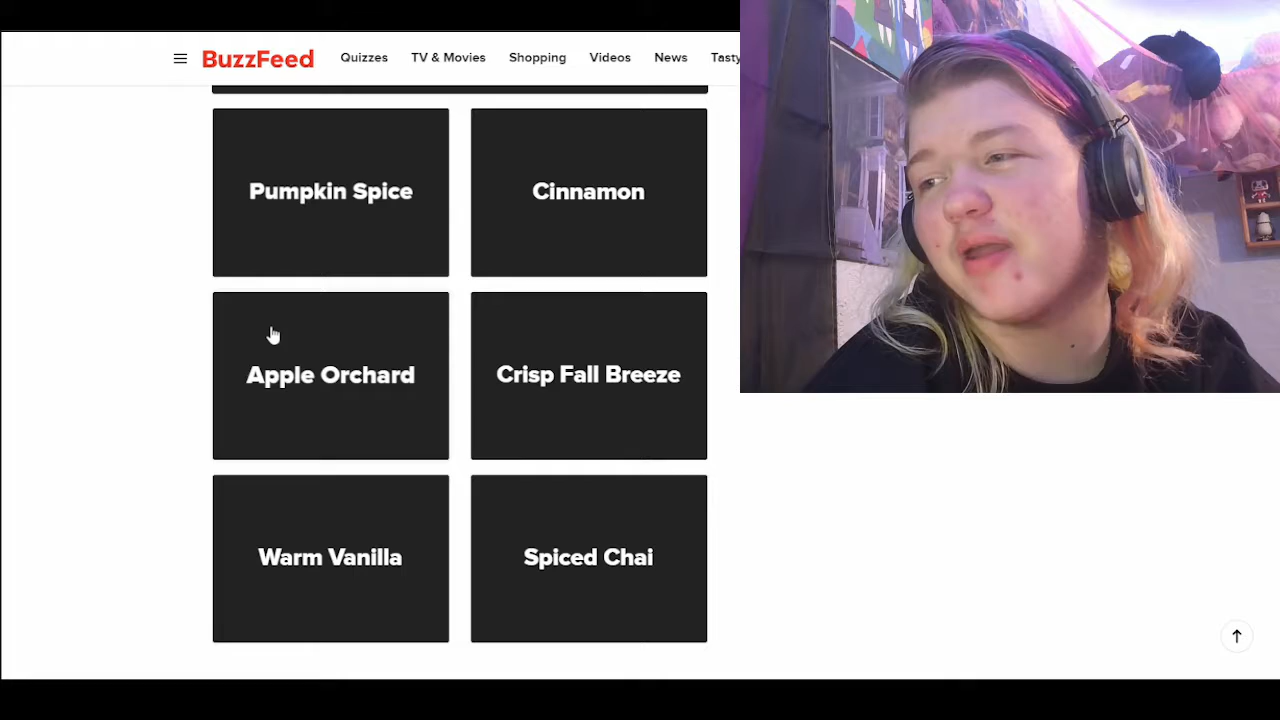 BuzzFeed
Quizzes TV & Movies Shopping Videos News Tasty
Pumpkin Spice
Cinnamon
Apple Orchard
Crisp Fall Breeze
Warm Vanilla
Spiced Chai